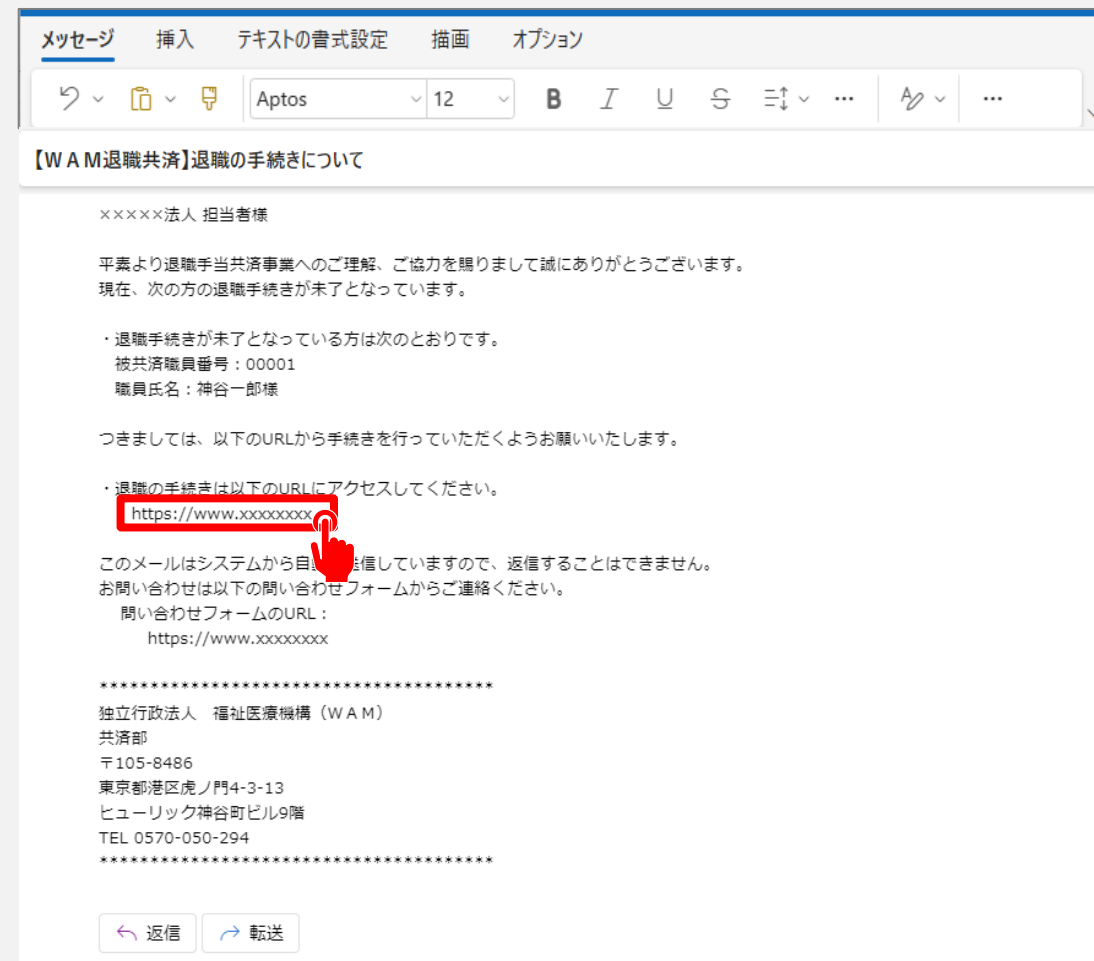 メッセージ 挿入 テキストの書式設定 描画 オプション
Aptos 12 B I U S
【WAM退職共済】退職の手続きについて
×××××法人 担当者様
平素より退職手当共済事業へのご理解、ご協力を賜りまして誠にありがとうございます。
現在、次の方の退職手続きが未了となっています。
・退職手続きが未了となっている方は次のとおりです。
被共済職員番号：00001
職員氏名：神谷一郎様
つきましては、以下のURLから手続きを行っていただくようお願いいたします。
・退職の手続きは以下のURLにアクセスしてください。
https://www.xxxxxxxx
このメールはシステムから自 送信していますので、返信することはできません。
お問い合わせは以下の問い合わせフォームからご連絡ください。
問い合わせフォームのURL：
https://www.xxxxxxxx
***************************************
独立行政法人　福祉医療機構（ＷＡＭ）
共済部
〒105-8486
東京都港区虎ノ門4-3-13
ヒューリック神谷町ビル9階
TEL 0570-050-294
***************************************
返信 転送